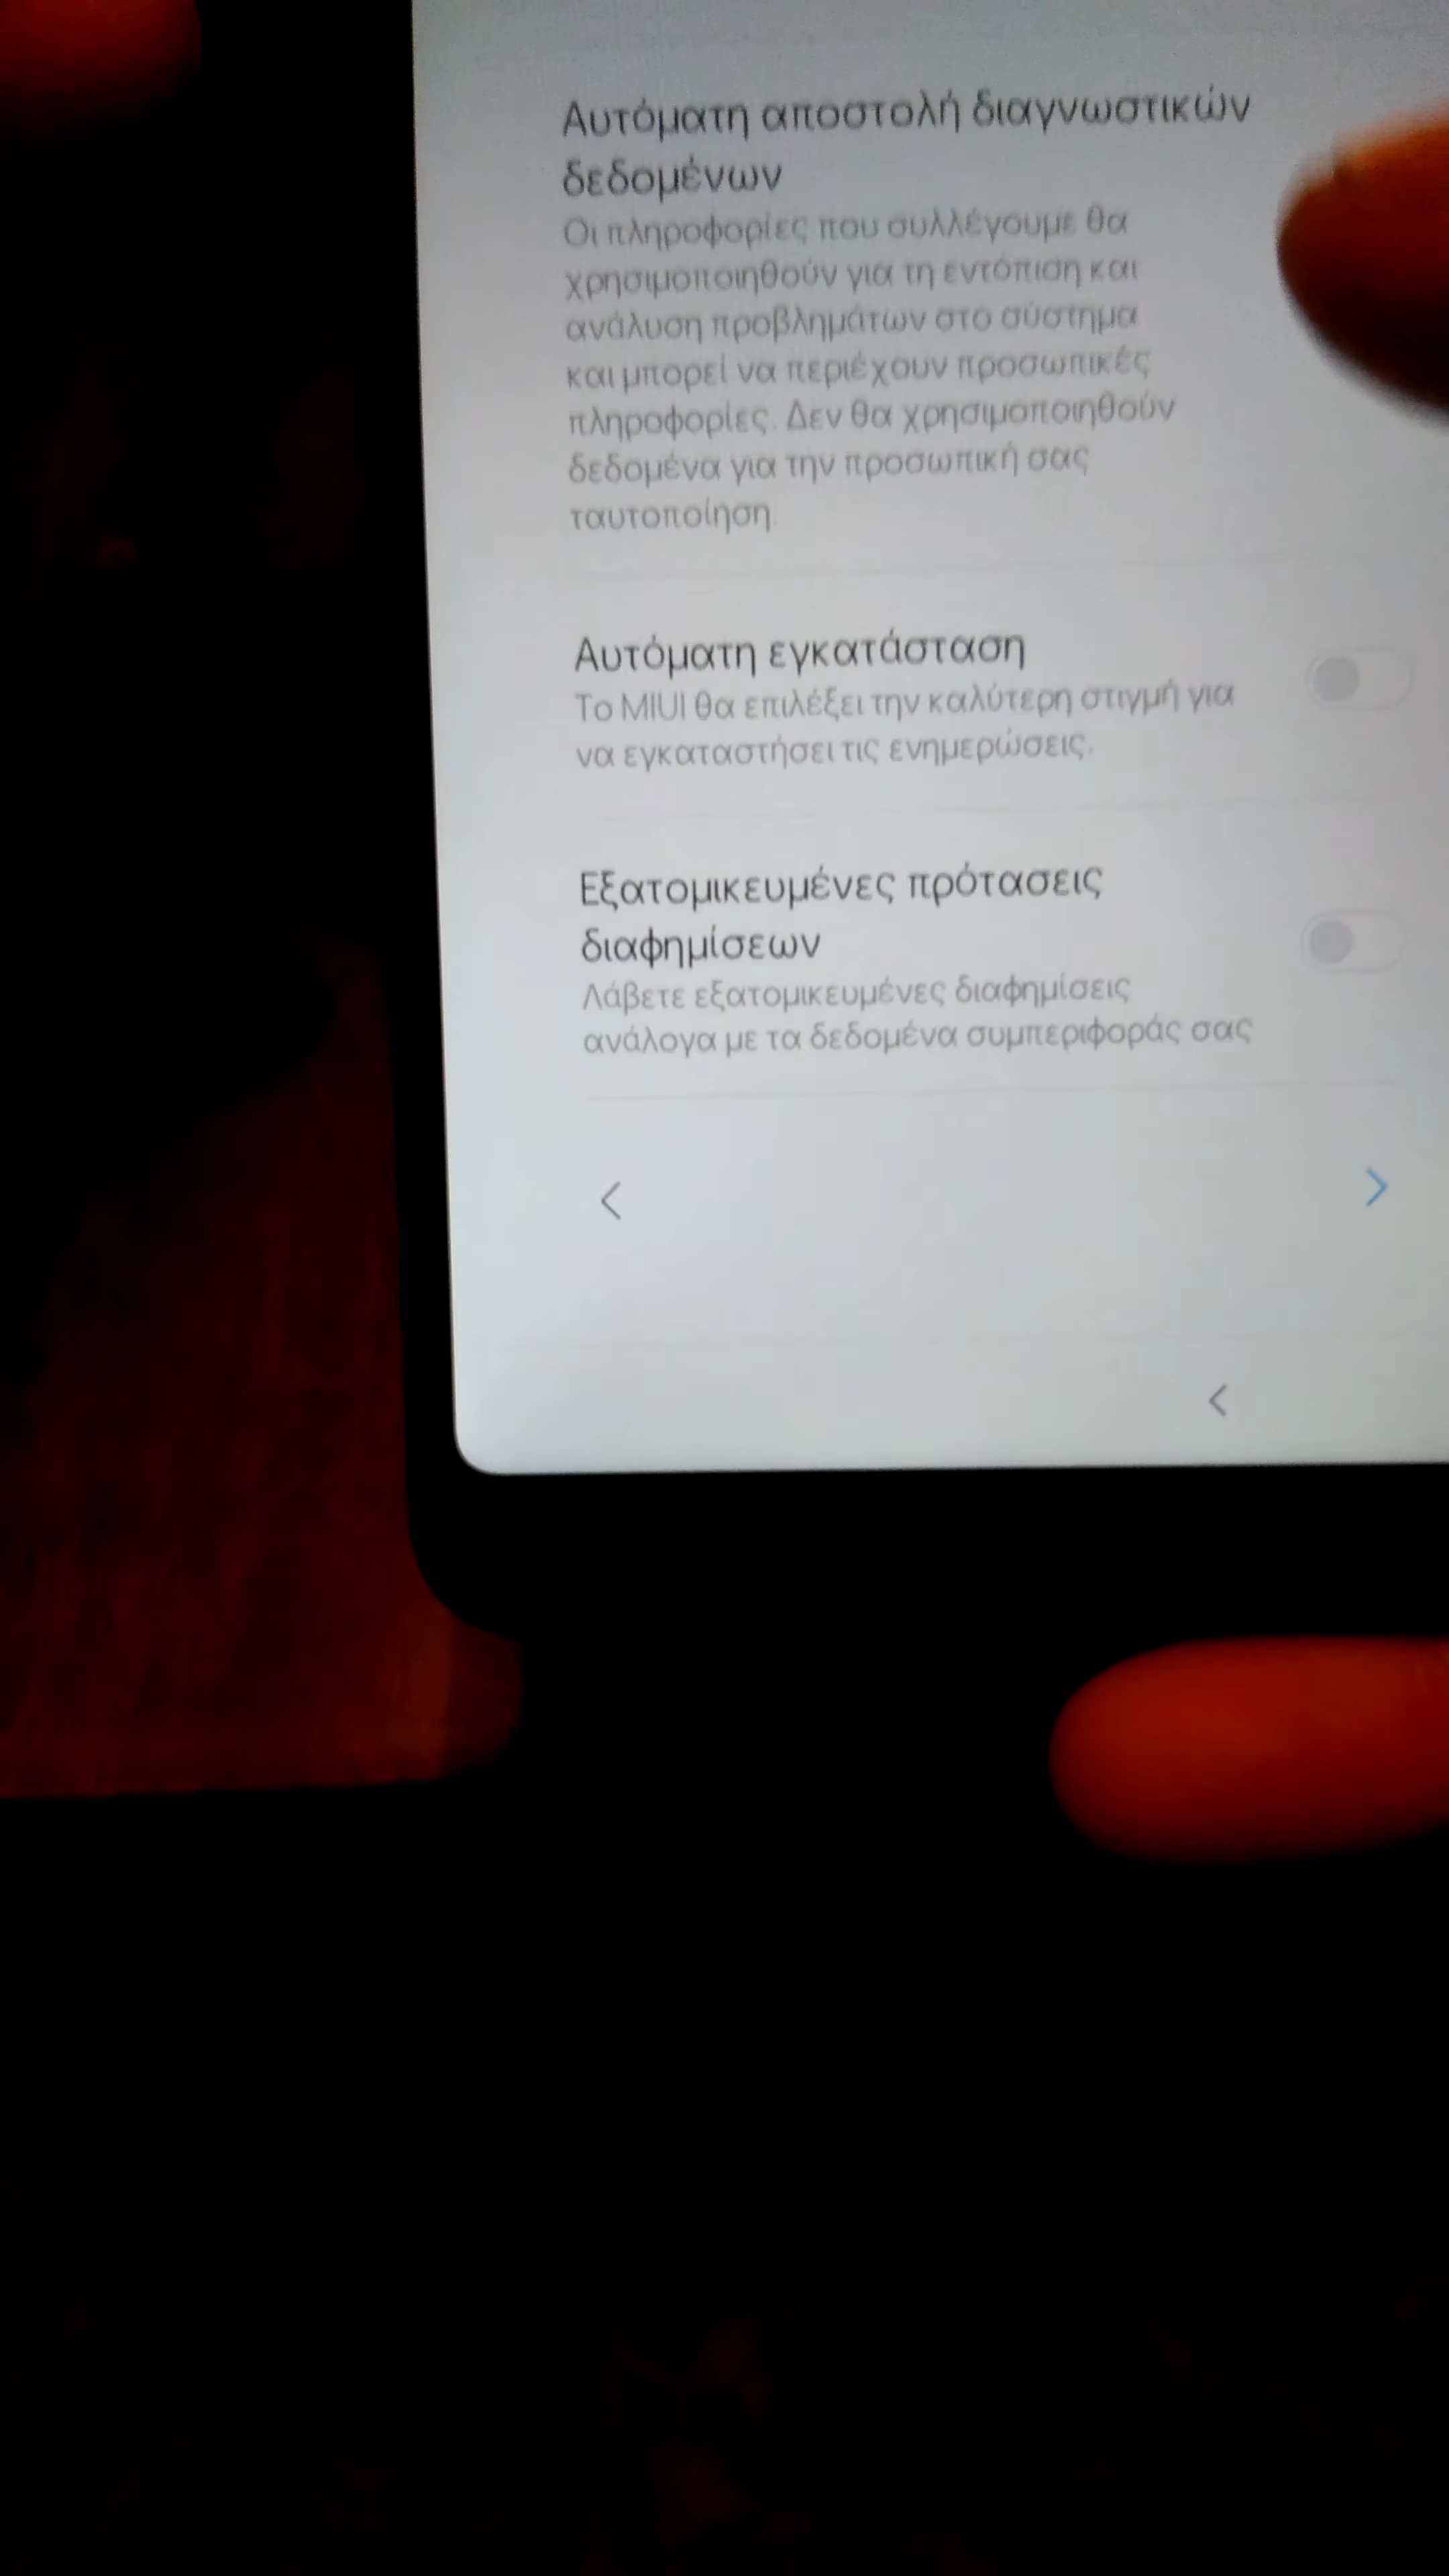 Αυτόματη αποστολή διαγνωστικών
δεδομένων
Οι πληροφορίες που συλλέγουμε θα
χρησιμοποιηθούν για τη εντόπιση και
ανάλυση προβλημάτων στο σύστημα
και μπορεί να περιέχουν προσωπικές
πληροφορίες. Δεν θα χρησιμοποιηθούν
δεδομένα για την προσωπική σας
ταυτοποίηση.
Αυτόματη εγκατάσταση
Το MIUI θα επιλέξει την καλύτερη στιγμή για
να εγκαταστήσει τις ενημερώσεις.
Εξατομικευμένες πρότασεις
διαφημίσεων
Λάβετε εξατομικευμένες διαφημίσεις
ανάλογα με τα δεδομένα συμπεριφοράς σας